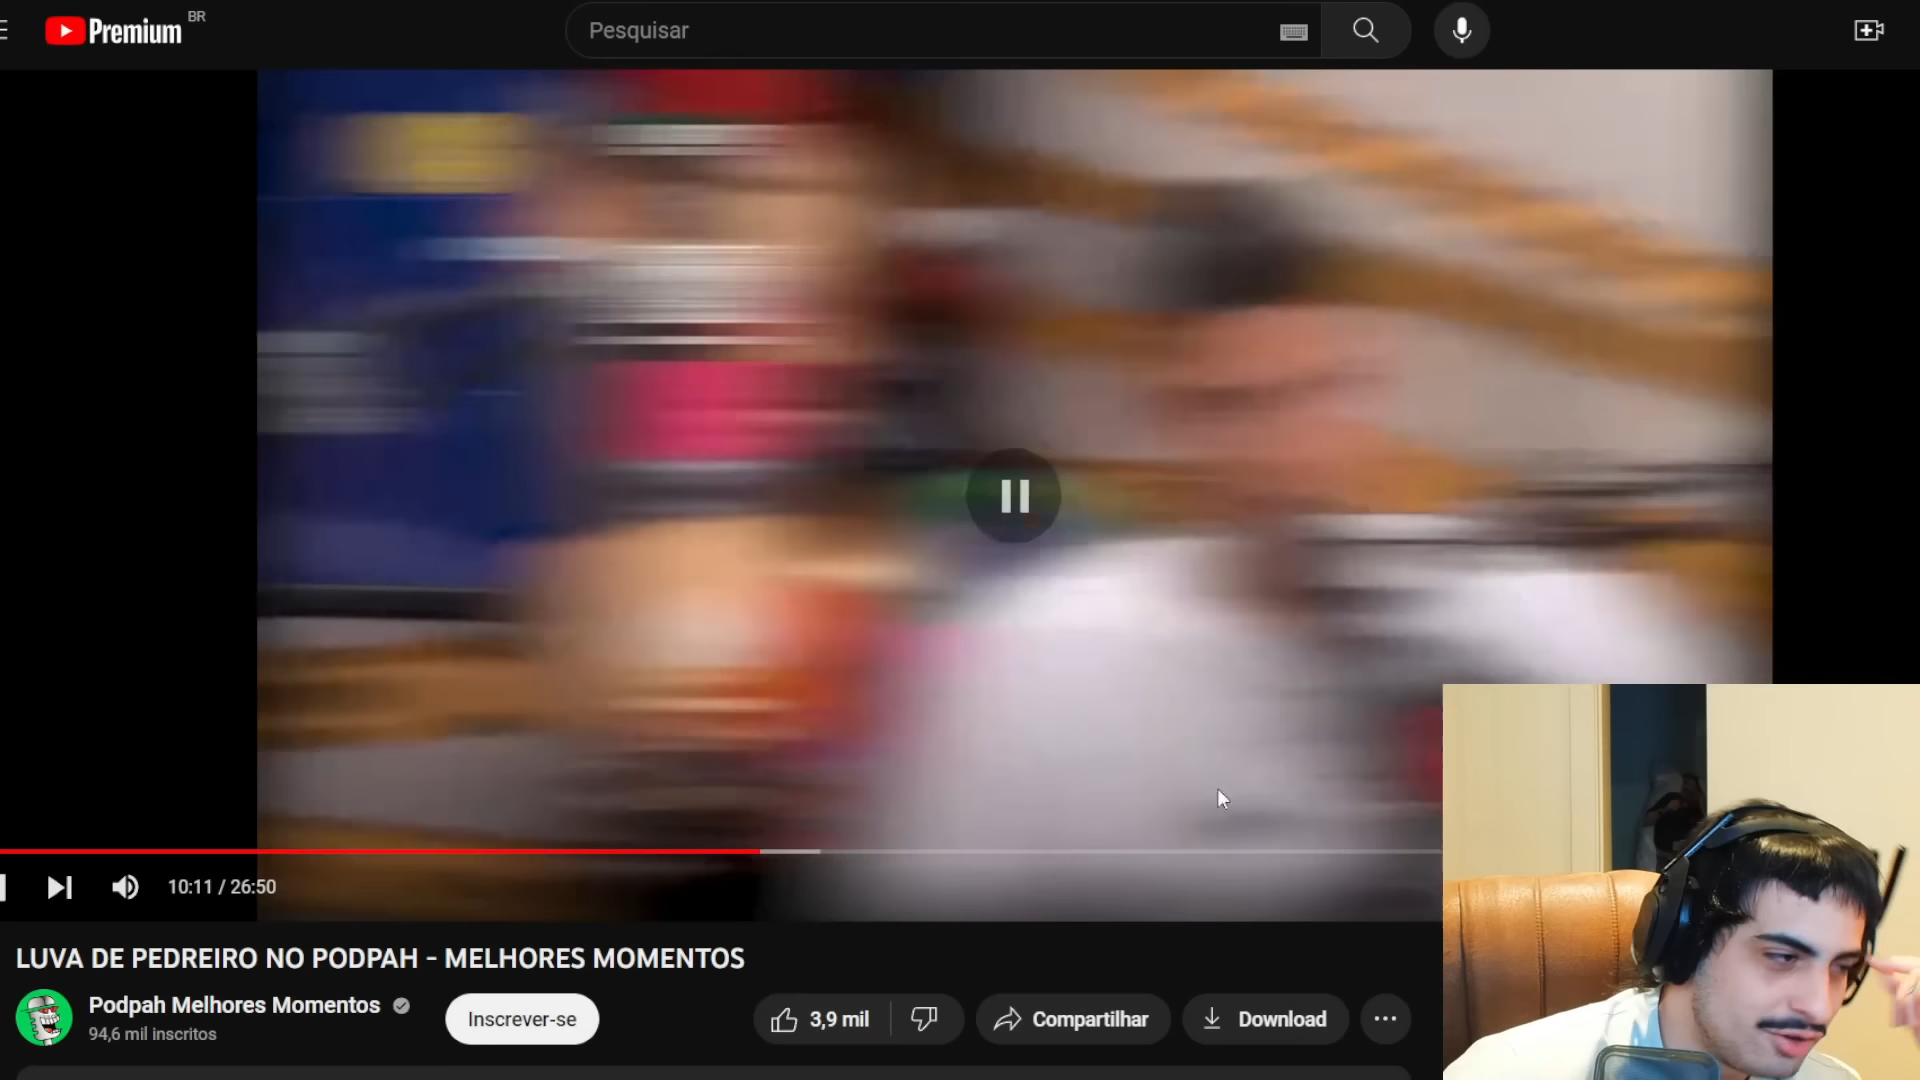 Premium BR
Pesquisar
10:11 / 26:50
LUVA DE PEDREIRO NO PODPAH - MELHORES MOMENTOS
Podpah Melhores Momentos
94,6 mil inscritos
Inscrever-se
3,9 mil
Compartilhar
Download